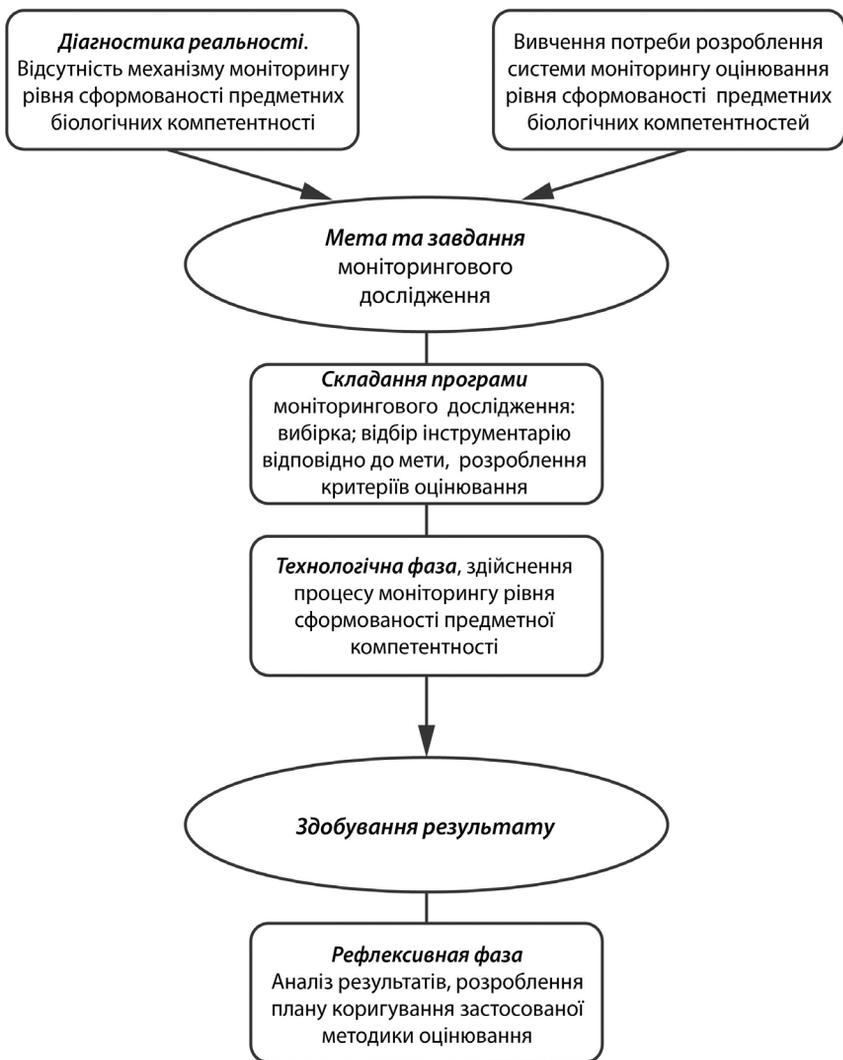 Діагностика реальності.
Відсутність механізму моніторингу
рівня сформованості предметних
біологічних компетентності
Вивчення потреби розроблення
системи моніторингу оцінювання
рівня сформованості предметних
біологічних компетентностей
Мета та завдання
моніторингового
дослідження
Складання програми
моніторингового дослідження:
вибірка; відбір інструментарію
відповідно до мети, розроблення
критеріїв оцінювання
Технологічна фаза, здійснення
процесу моніторингу рівня
сформованості предметної
компетентності
Здобування результату
Рефлексивная фаза
Аналіз результатів, розроблення
плану коригування застосованої
методики оцінювання